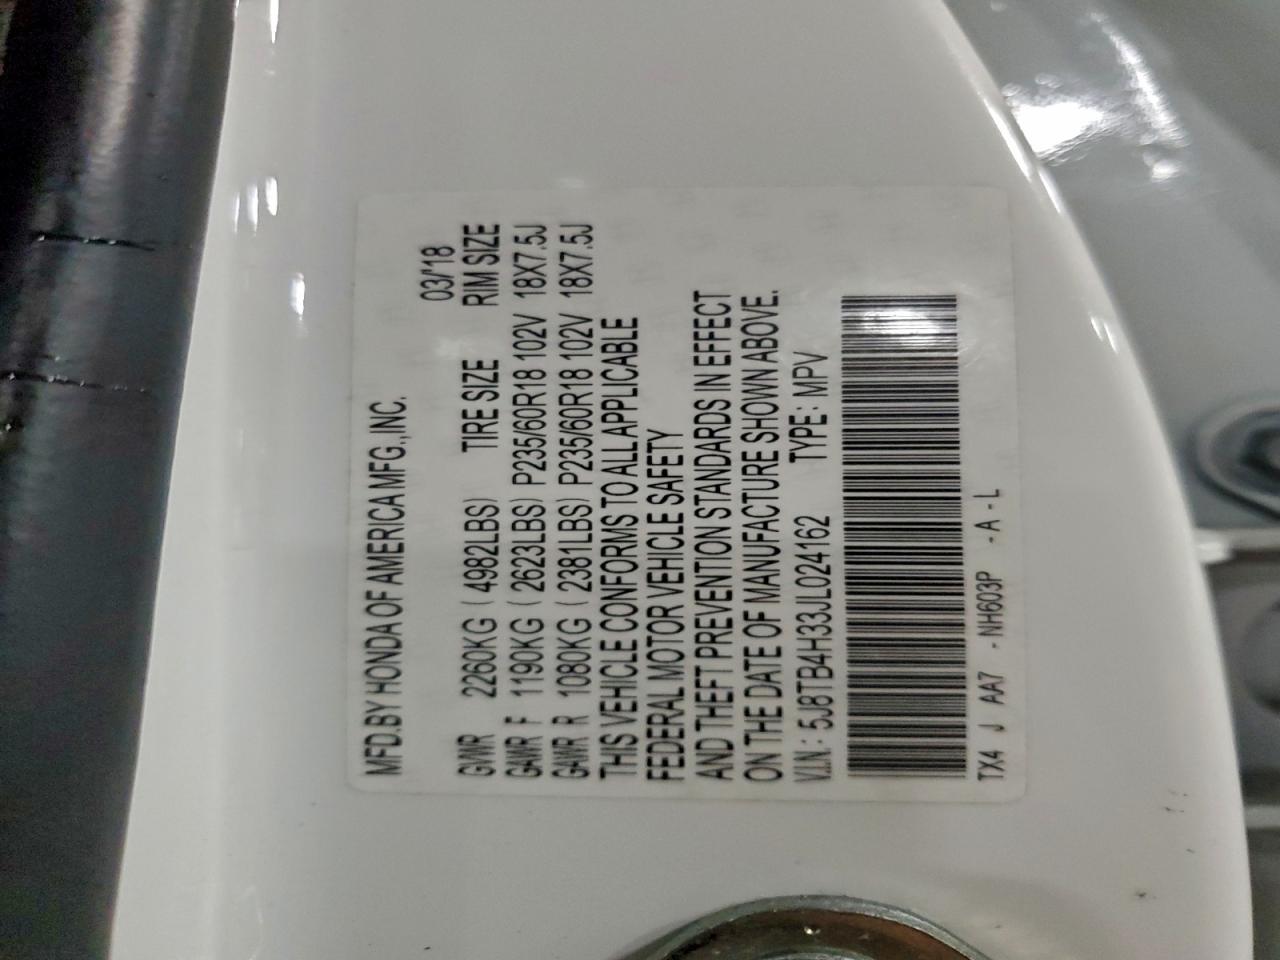 MFD.BY HONDA OF AMERICA MFG.,INC.
03/'18
GVWR 2260KG ( 4982LBS) TIRE SIZE RIM SIZE
GAWR F 1190KG ( 2623LBS) P235/60R18 102V 18X7.5J
GAWR R 1080KG ( 2381LBS) P235/60R18 102V 18X7.5J
THIS VEHICLE CONFORMS TO ALL APPLICABLE
FEDERAL MOTOR VEHICLE SAFETY
AND THEFT PREVENTION STANDARDS IN EFFECT
ON THE DATE OF MANUFACTURE SHOWN ABOVE.
V.I.N.: 5J8TB4H33JL024162 TYPE: MPV
TX4 J AA7 -NH603P -A-L